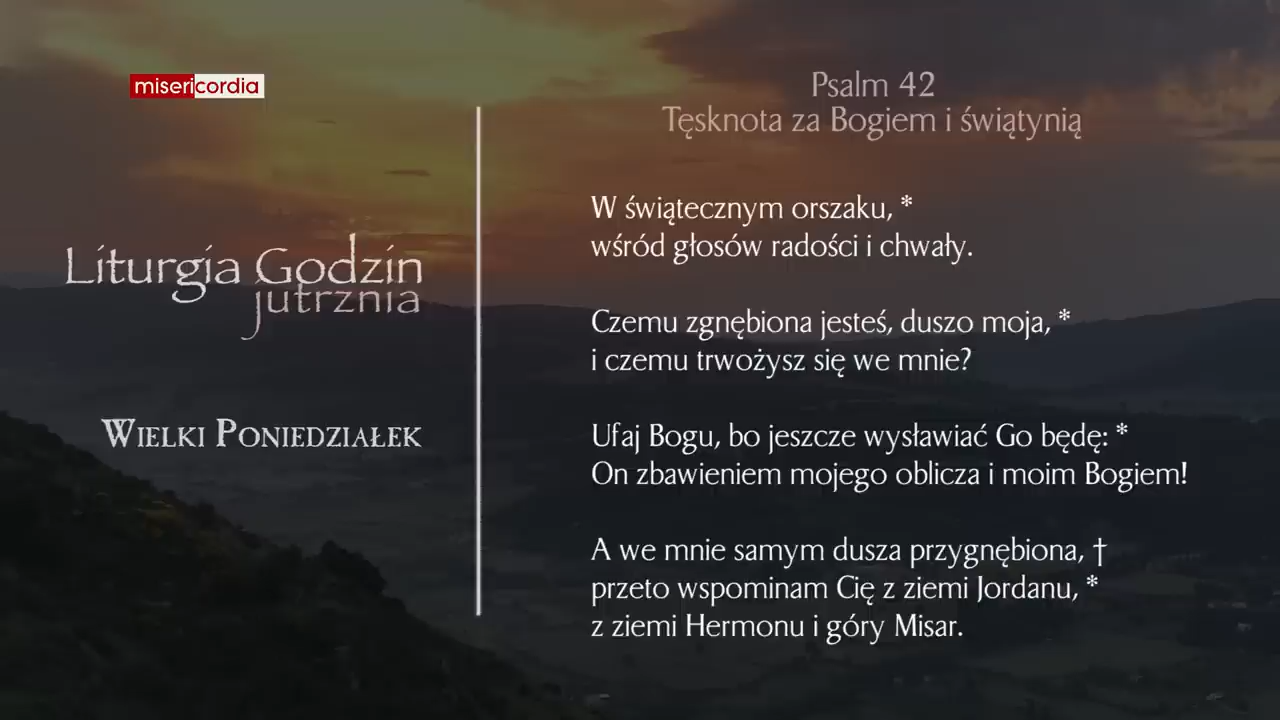 misericordia
Liturgia Godzin
jutrznia
Wielki Poniedziałek
Psalm 42
Tęsknota za Bogiem i świątynią
W świątecznym orszaku, *
wśród głosów radości i chwały.
Czemu zgnębiona jesteś, duszo moja, *
i czemu trwożysz się we mnie?
Ufaj Bogu, bo jeszcze wysławiać Go będę: *
On zbawieniem mojego oblicza i moim Bogiem!
A we mnie samym dusza przygnębiona, †
przeto wspominam Cię z ziemi Jordanu, *
z ziemi Hermonu i góry Misar.